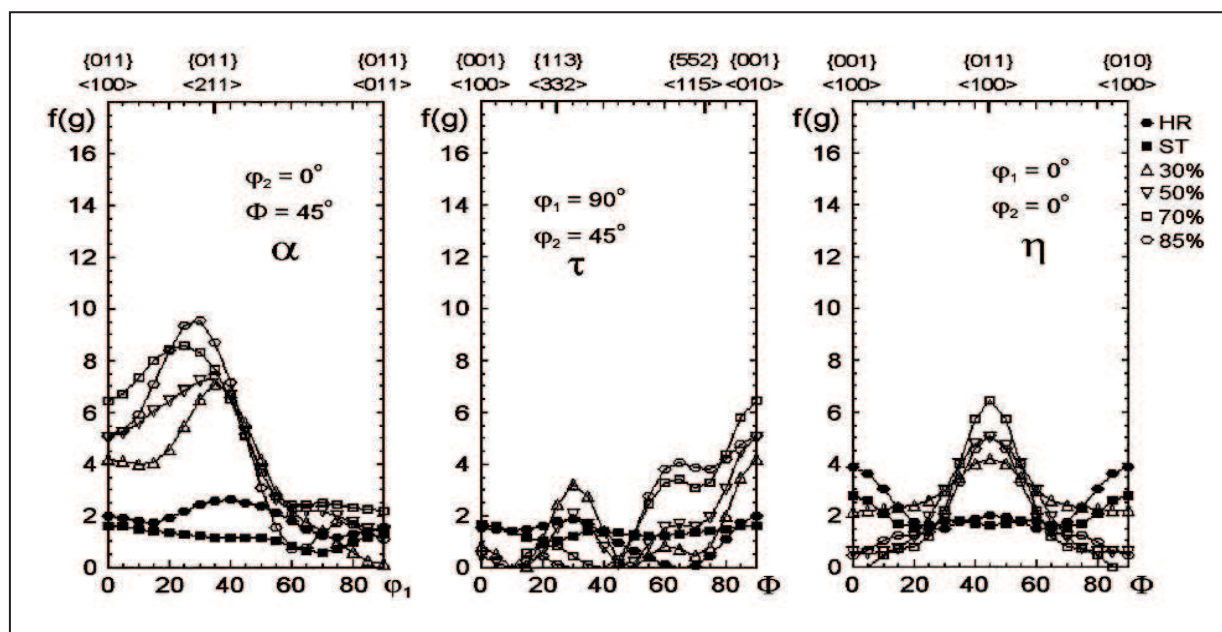 {011} {011} {011}
<100> <211> <011>
f(g)
16
14
12
10
8
6
4
2
0
φ₂ = 0°
Φ = 45°
α
0 20 40 60 80 φ₁
{001} {113} {552} {001}
<100> <332> <115> <010>
f(g)
16
14
12
10
8
6
4
2
0
φ₁ = 90°
φ₂ = 45°
τ
0 20 40 60 80 Φ
{001} {011} {010}
<100> <100> <100>
f(g)
16
14
12
10
8
6
4
2
0
φ₁ = 0°
φ₂ = 0°
η
0 20 40 60 80 Φ
HR
ST
30%
50%
70%
85%